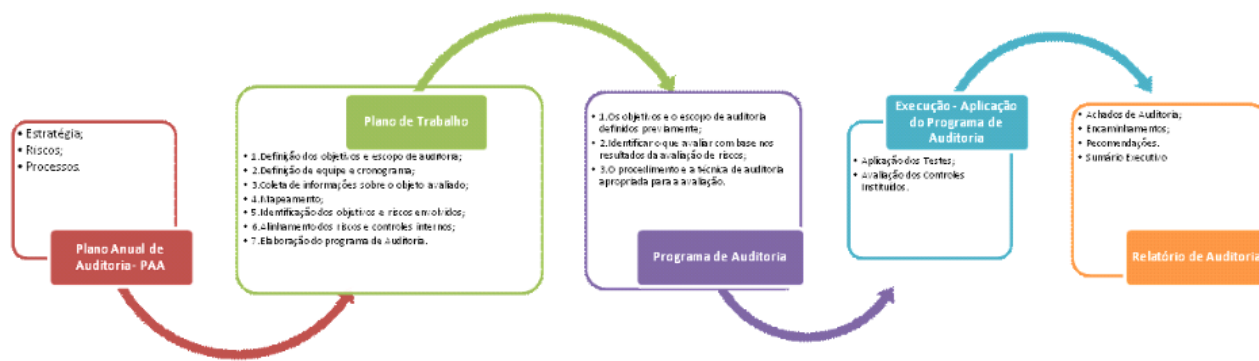 • Estratégia;
• Riscos;
• Processos.
Plano Anual de
Auditoria- PAA
Plano de Trabalho
• 1.Definição dos objetivos e escopo de auditoria;
• 2.Definição de equipe e cronograma;
• 3.Coleta de informações sobre o objeto avaliado;
• 4.Mapeamento;
• 5.Identificação dos objetivos e riscos envolvidos;
• 6.Alinhamento dos riscos e controles internos;
• 7.Elaboração do programa de Auditoria.
• 1.Os objetivos e o escopo de auditoria
definidos previamente;
• 2.Identificar o que avaliar com base nos
resultados da avaliação de riscos;
• 3.O procedimento e a técnica de auditoria
apropriada para a avaliação.
Programa de Auditoria
Execução - Aplicação
do Programa de
Auditoria
• Aplicação dos Testes;
• Avaliação dos Controles
Instituídos.
• Achados de Auditoria;
• Encaminhamentos;
• Recomendações.
• Sumário Executivo
Relatório de Auditoria